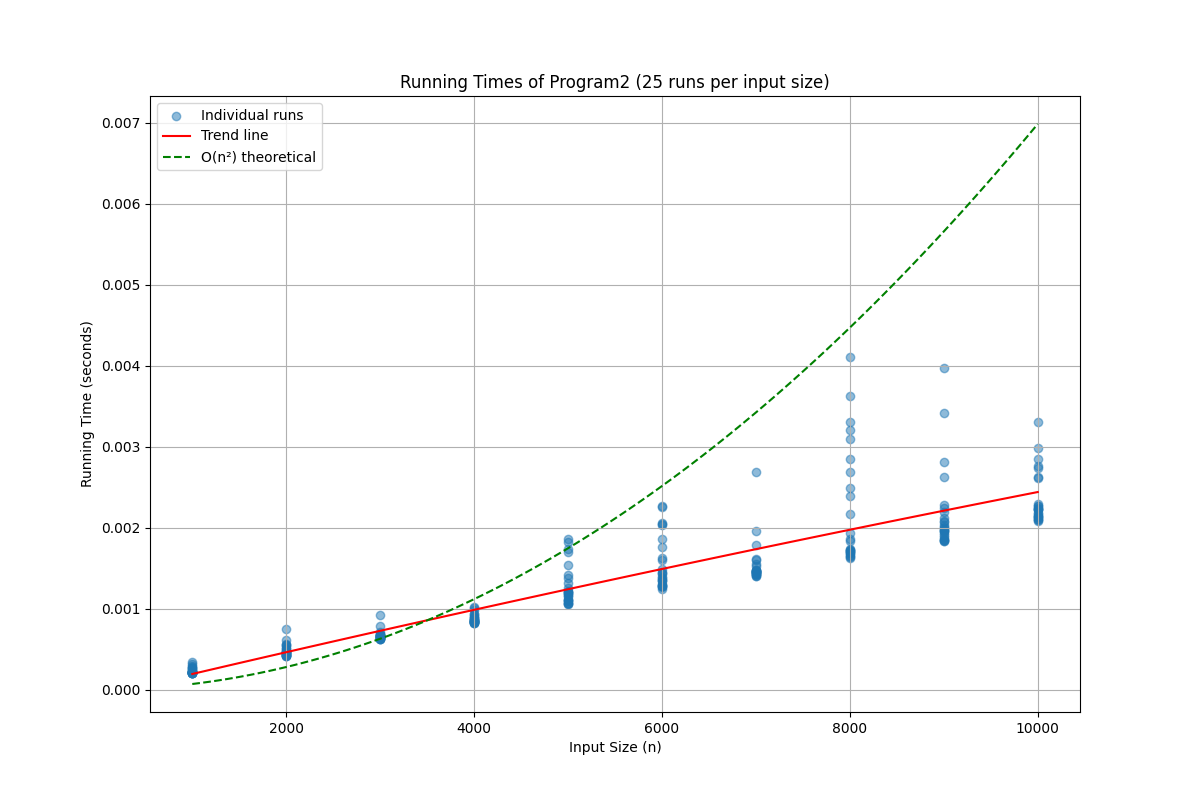 Running Times of Program2 (25 runs per input size)
Individual runs
Trend line
O(n²) theoretical
0.007
0.006
0.005
0.004
0.003
0.002
0.001
0.000
Running Time (seconds)
2000 4000 6000 8000 10000
Input Size (n)